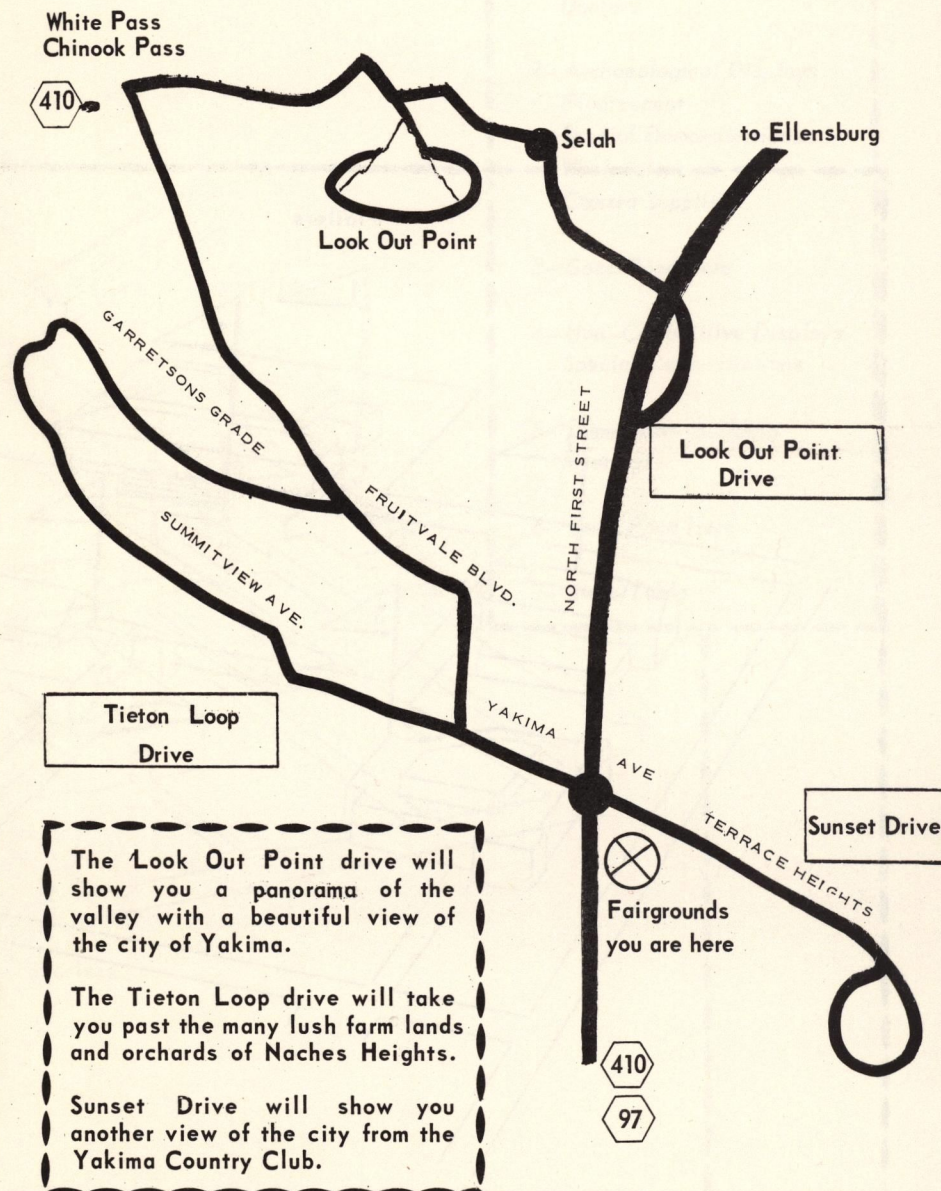 White Pass
Chinook Pass
410
Selah
to Ellensburg
Look Out Point
GARRETSONS GRADE
NORTH FIRST STREET
Look Out Point
Drive
FRUITVALE BLVD.
SUMMITVIEW AVE.
Tieton Loop
Drive
YAKIMA
AVE
TERRACE HEIGHTS
Sunset Drive
Fairgrounds
you are here
410
97
The Look Out Point drive will
show you a panorama of the
valley with a beautiful view of
the city of Yakima.
The Tieton Loop drive will take
you past the many lush farm lands
and orchards of Naches Heights.
Sunset Drive will show you
another view of the city from the
Yakima Country Club.